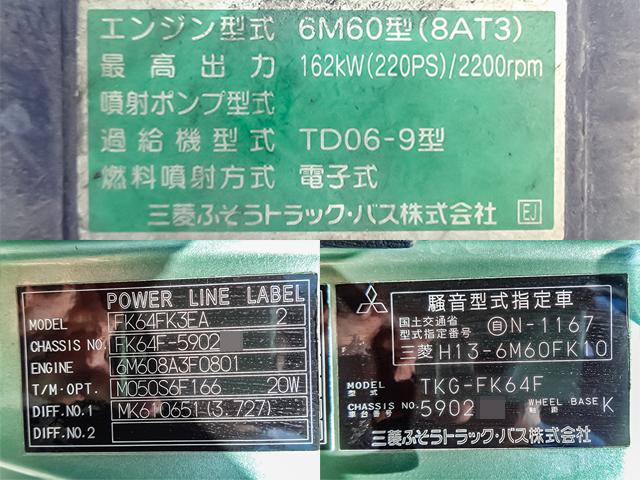 エンジン型式 6M60型(8AT3)
最高出力 162kW(220PS)/2200rpm
噴射ポンプ型式
過給機型式 TD06-9型
燃料噴射方式 電子式
三菱ふそうトラック・バス株式会社 EJ
POWER LINE LABEL
MODEL FK64FK3EA 2
CHASSIS NO. FK64F-5902
ENGINE 6M608A3F0801
T/M・OPT. M050S6F166 20W
DIFF.NO.1 MK610651-(3.727)
DIFF.NO.2
騒音型式指定車
国土交通省
型式指定番号 自N-1167
三菱 H13-6M60FK10
型式
MODEL TKG-FK64F
CHASSIS NO. 5902 WHEEL BASE K
車台番号 軸距
三菱ふそうトラック・バス株式会社